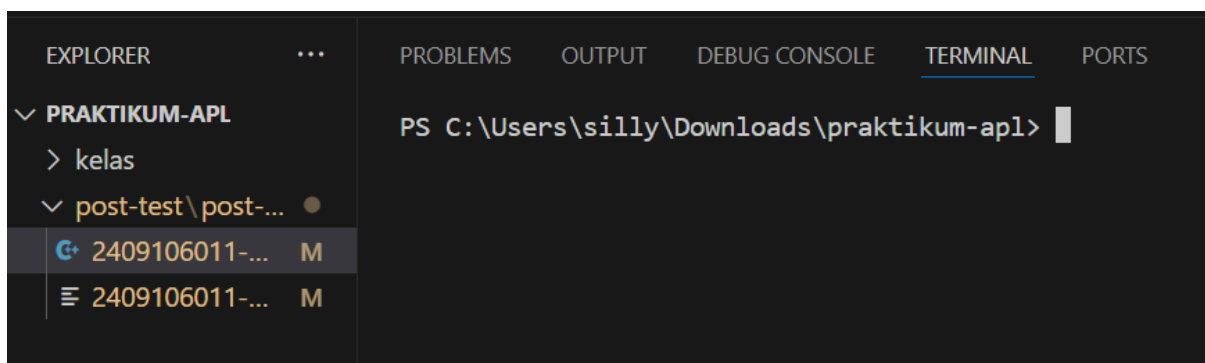 EXPLORER ...
PRAKTIKUM-APL
kelas
post-test\post-...
2409106011-... M
2409106011-... M
PROBLEMS OUTPUT DEBUG CONSOLE TERMINAL PORTS
PS C:\Users\silly\Downloads\praktikum-apl>